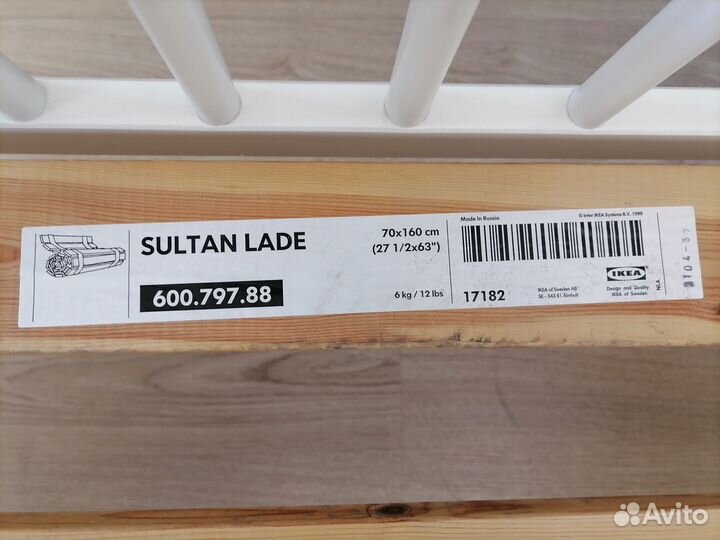 SULTAN LADE
600.797.88
70x160 cm
(27 1/2x63")
6 kg / 12 lbs
Made in Russia
© Inter IKEA Systems B.V. 1999
17182
IKEA of Sweden AB
SE - 343 81 Älmhult
IKEA
Design and Quality
IKEA of Sweden
Avito